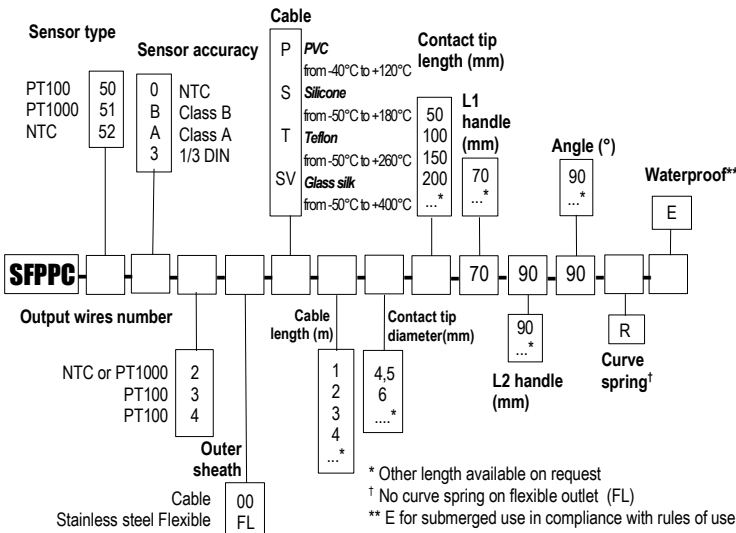 Cable
Sensor type
Sensor accuracy
Contact tip
length (mm)
P PVC
from -40°C to +120°C
S Silicone
from -50°C to +180°C
T Teflon
from -50°C to +260°C
SV Glass silk
from -50°C to +400°C
PT100 50
PT1000 51
NTC 52
0 NTC
B Class B
A Class A
3 1/3 DIN
50
100
150
200
...*
L1
handle
(mm)
70
...*
Angle (°)
90
...*
Waterproof**
E
SFPPC - - - - - - - - 70 - 90 - 90 - -
Output wires number
NTC or PT1000 2
PT100 3
PT100 4
Outer
sheath
Cable 00
Stainless steel Flexible FL
Cable
length (m)
1
2
3
4
...*
Contact tip
diameter(mm)
4,5
6
....*
90
...*
L2 handle
(mm)
R
Curve
spring†
* Other length available on request
† No curve spring on flexible outlet (FL)
** E for submerged use in compliance with rules of use